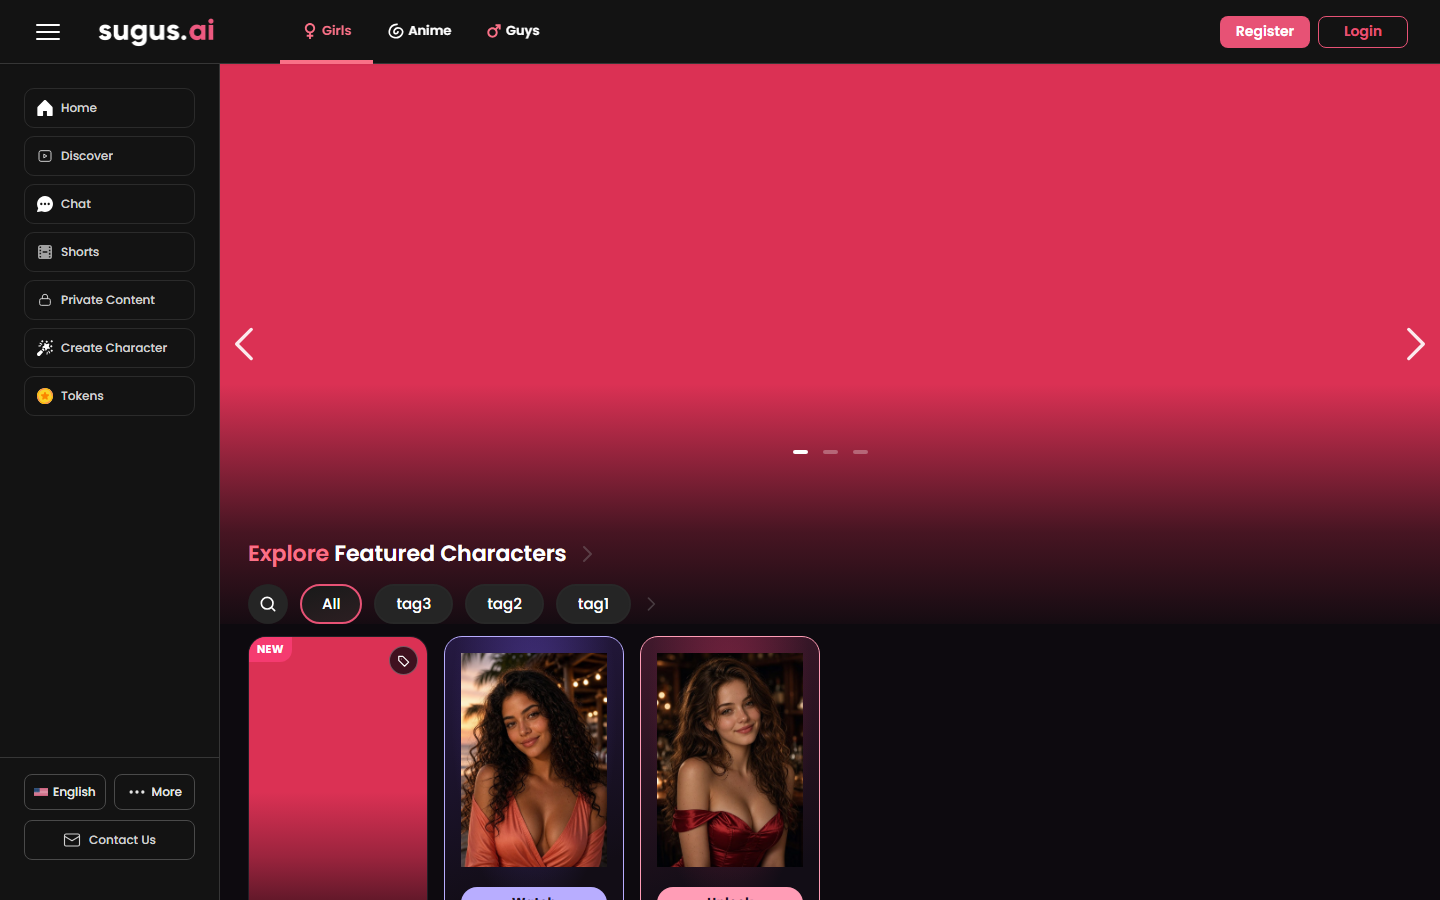 sugus.ai
Girls
Anime
Guys
Register
Login
Home
Discover
Chat
Shorts
Private Content
Create Character
Tokens
Explore Featured Characters
All
tag3
tag2
tag1
NEW
English
More
Contact Us